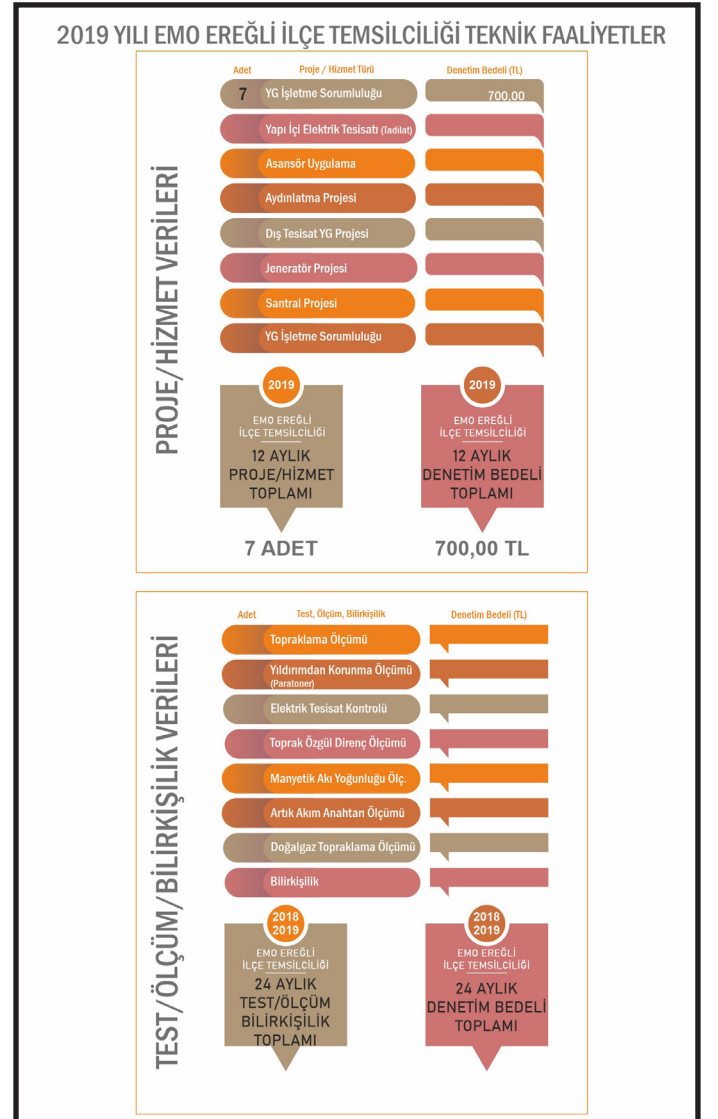 2019 YILI EMO EREĞLİ İLÇE TEMSİLCİLİĞİ TEKNİK FAALİYETLER
PROJE/HİZMET VERİLERİ
Adet Proje / Hizmet Türü Denetim Bedeli (TL)
7 YG İşletme Sorumluluğu 700,00
Yapı İçi Elektrik Tesisatı (Tadilat)
Asansör Uygulama
Aydınlatma Projesi
Dış Tesisat YG Projesi
Jeneratör Projesi
Santral Projesi
YG İşletme Sorumluluğu
2019
EMO EREĞLİ
İLÇE TEMSİLCİLİĞİ
12 AYLIK
PROJE/HİZMET
TOPLAMI
7 ADET
2019
EMO EREĞLİ
İLÇE TEMSİLCİLİĞİ
12 AYLIK
DENETİM BEDELİ
TOPLAMI
700,00 TL
TEST/ÖLÇÜM/BİLİRKİŞİLİK VERİLERİ
Adet Test, Ölçüm, Bilirkişilik Denetim Bedeli (TL)
Topraklama Ölçümü
Yıldırımdan Korunma Ölçümü
(Paratoner)
Elektrik Tesisat Kontrolü
Toprak Özgül Direnç Ölçümü
Manyetik Akı Yoğunluğu Ölç.
Artık Akım Anahtarı Ölçümü
Doğalgaz Topraklama Ölçümü
Bilirkişilik
2018
2019
EMO EREĞLİ
İLÇE TEMSİLCİLİĞİ
24 AYLIK
TEST/ÖLÇÜM
BİLİRKİŞİLİK
TOPLAMI
2018
2019
EMO EREĞLİ
İLÇE TEMSİLCİLİĞİ
24 AYLIK
DENETİM BEDELİ
TOPLAMI